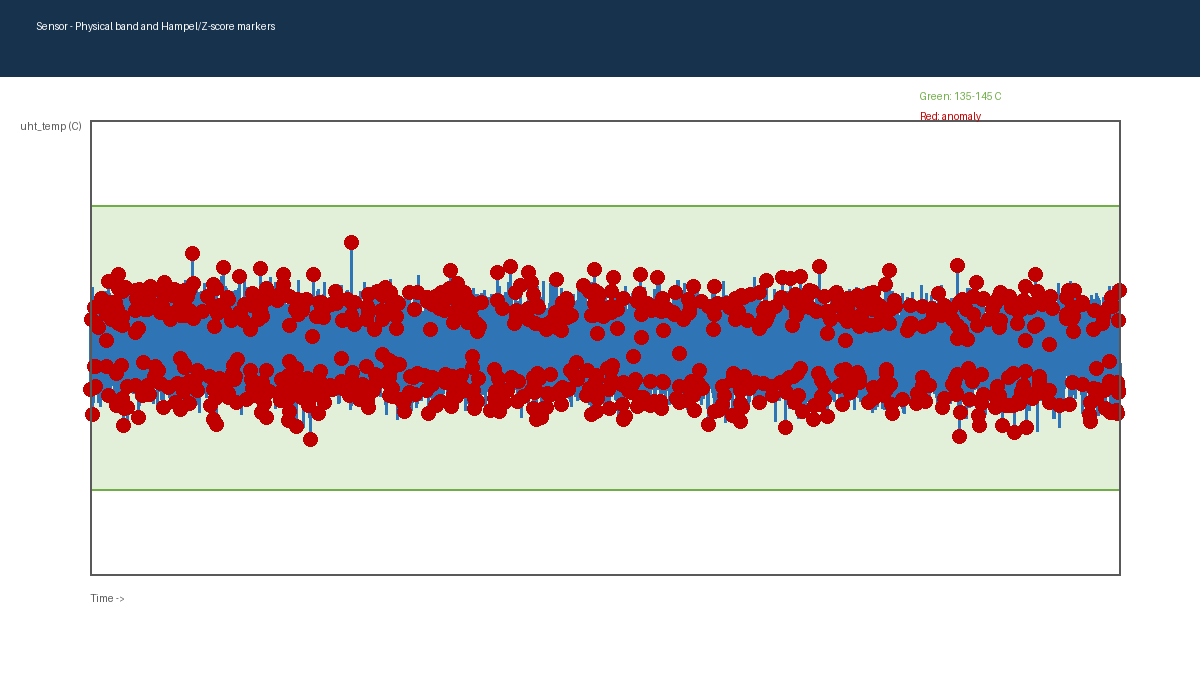 Sensor - Physical band and Hampel/Z-score markers
Green: 135-145 C
Red: anomaly
uht_temp (C)
Time ->